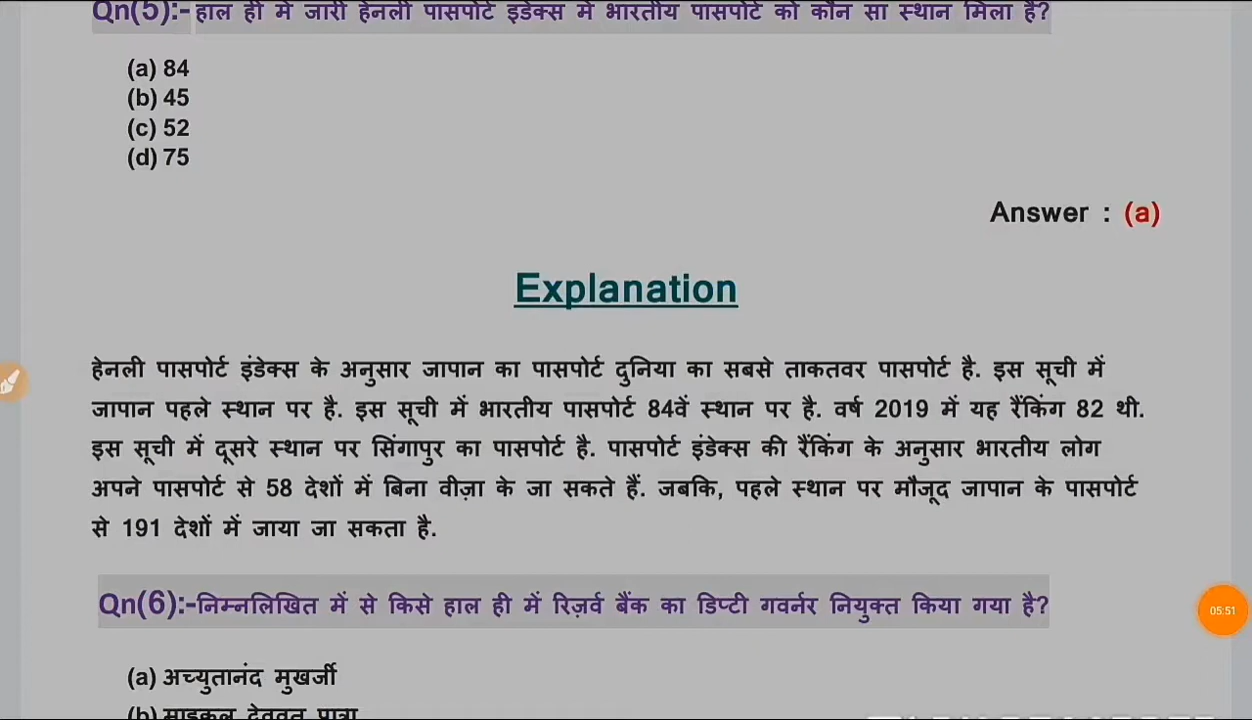 Qn(5):- हाल ही में जारी हेनली पासपोर्ट इंडेक्स में भारतीय पासपोर्ट को कौन सा स्थान मिला है?
(a) 84
(b) 45
(c) 52
(d) 75
Answer : (a)
Explanation
हेनली पासपोर्ट इंडेक्स के अनुसार जापान का पासपोर्ट दुनिया का सबसे ताकतवर पासपोर्ट है. इस सूची में
जापान पहले स्थान पर है. इस सूची में भारतीय पासपोर्ट 84वें स्थान पर है. वर्ष 2019 में यह रैंकिंग 82 थी.
इस सूची में दूसरे स्थान पर सिंगापुर का पासपोर्ट है. पासपोर्ट इंडेक्स की रैंकिंग के अनुसार भारतीय लोग
अपने पासपोर्ट से 58 देशों में बिना वीज़ा के जा सकते हैं. जबकि, पहले स्थान पर मौजूद जापान के पासपोर्ट
से 191 देशों में जाया जा सकता है.
Qn(6):-निम्नलिखित में से किसे हाल ही में रिज़र्व बैंक का डिप्टी गवर्नर नियुक्त किया गया है?
05:51
(a) अच्युतानंद मुखर्जी
(b) माइकल देवव्रत पात्रा